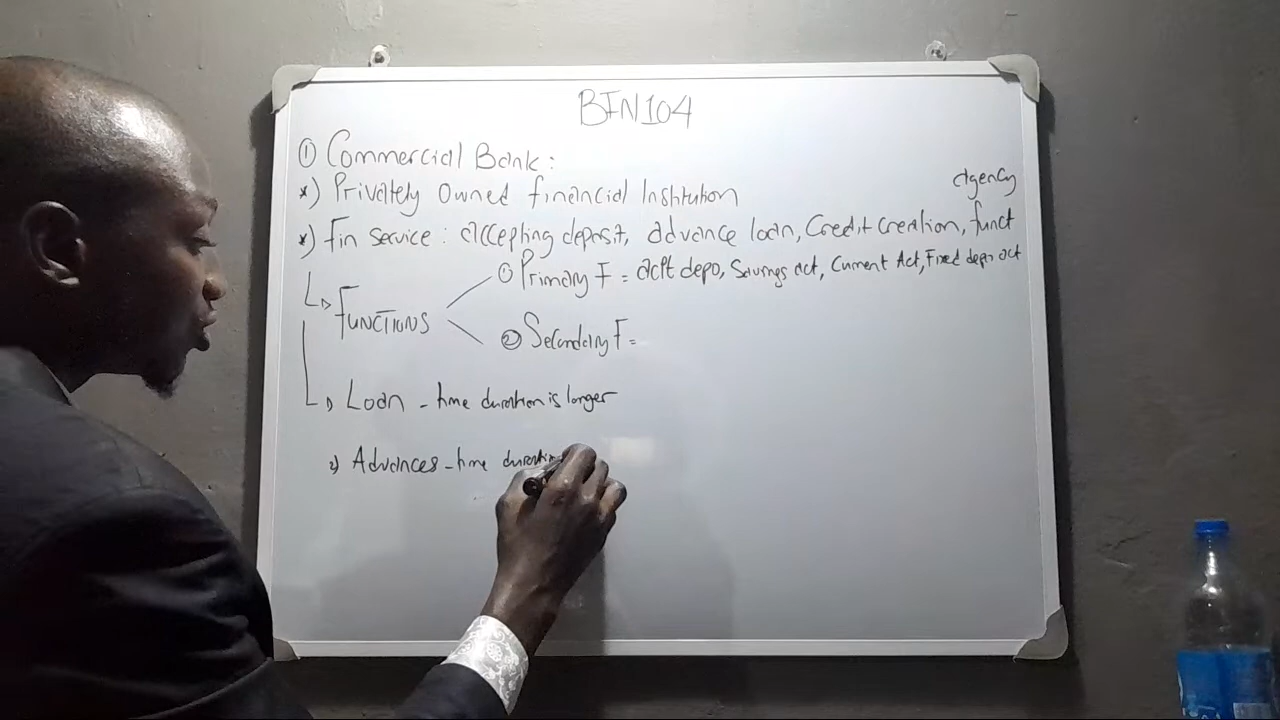 BFN104
① Commercial Bank:
*) Privately Owned financial Institution
Agency
*) Fin service: accepting deposit, advance loan, Credit Creation, funct
FUNCTIONS
① Primary F = acpt depo, Savings act, Current Act, Fixed depo act
② Secondary F =
1) Loan - time duration is longer
2) Advances - time duration